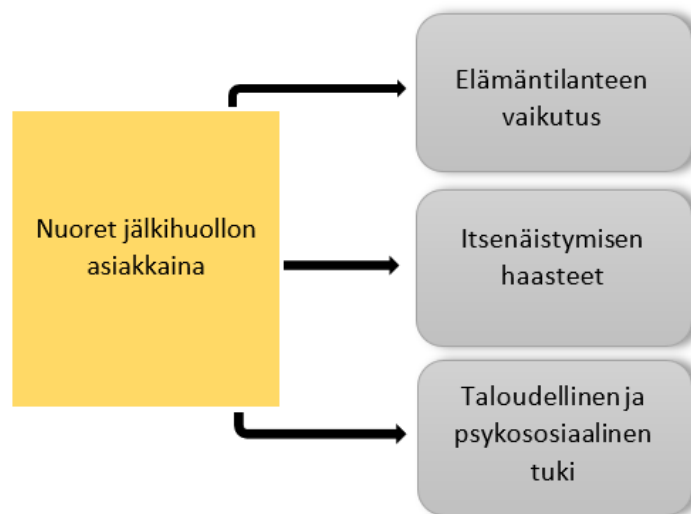 Nuoret jälkihuollon
asiakkaina
Elämäntilanteen
vaikutus
Itsenäistymisen
haasteet
Taloudellinen ja
psykososiaalinen
tuki